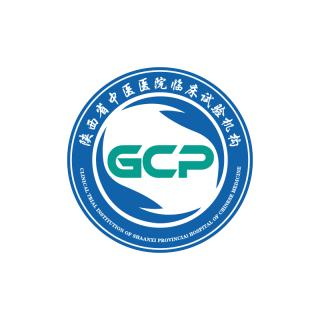 陕西省中医医院临床试验机构
GCP
CLINICAL TRIAL INSTITUTION OF SHAANXI PROVINCIAL HOSPITAL OF CHINESE MEDICINE